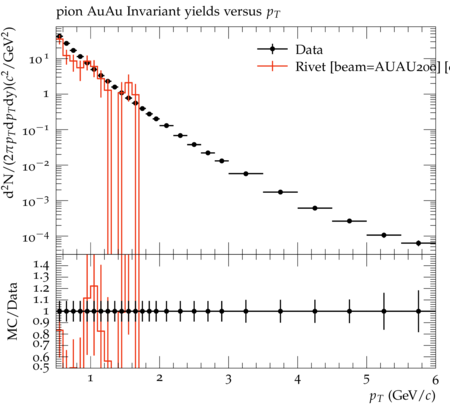 pion AuAu Invariant yields versus p_T
d²N/(2πp_Tdp_Tdy)(c²/GeV²)
10¹
1
10⁻¹
10⁻²
10⁻³
10⁻⁴
Data
Rivet [beam=AUAU200] [
MC/Data
1.4
1.3
1.2
1.1
1
0.9
0.8
0.7
0.6
0.5
1 2 3 4 5 6
p_T (GeV/c)